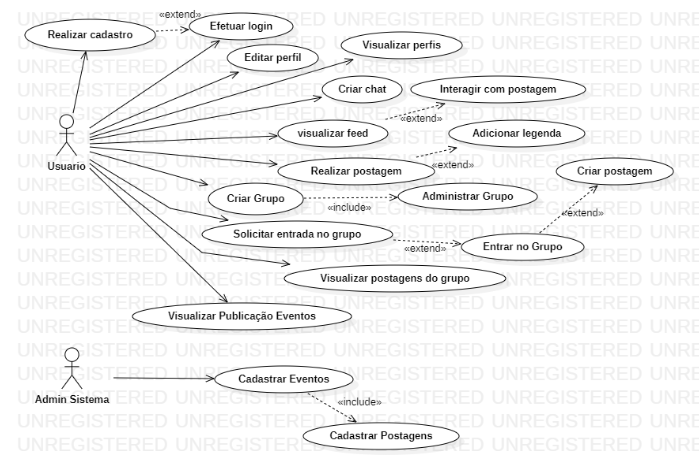 UNREGISTERED UNREGISTERED UNREGISTERED UNREGISTERED UNRE
«extend»
Efetuar login
Realizar cadastro
Visualizar perfis
Editar perfil
Criar chat
Interagir com postagem
«extend»
visualizar feed
Adicionar legenda
Usuario
«extend»
Realizar postagem
Criar postagem
Criar Grupo
«include»
Administrar Grupo
«extend»
Solicitar entrada no grupo
«extend»
Entrar no Grupo
Visualizar postagens do grupo
Visualizar Publicação Eventos
Admin Sistema
Cadastrar Eventos
«include»
Cadastrar Postagens